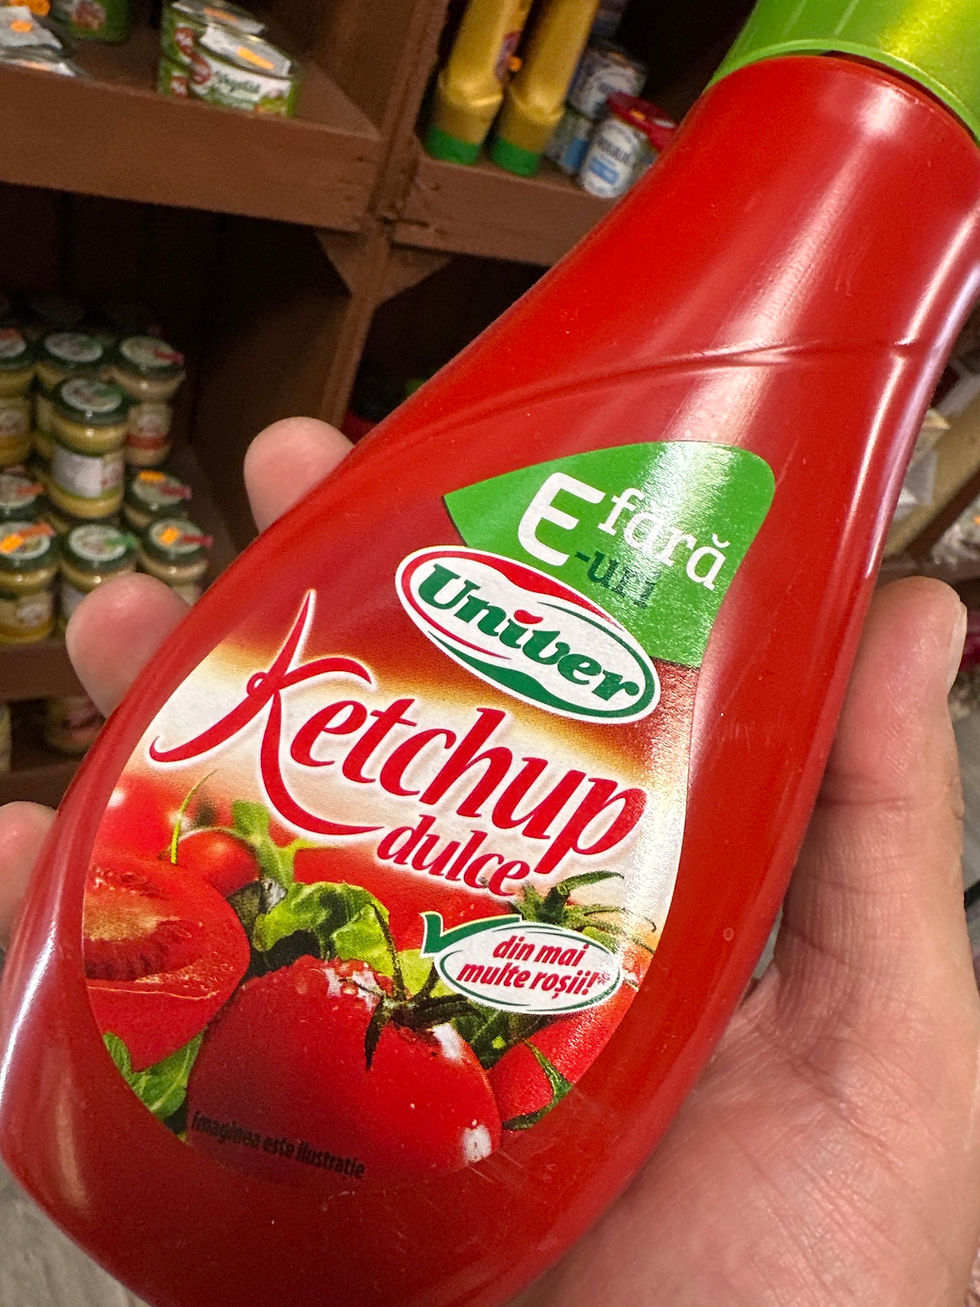 E fără
-uri
Univer
Ketchup
dulce
din mai
multe roșii!*
Imaginea este ilustrație